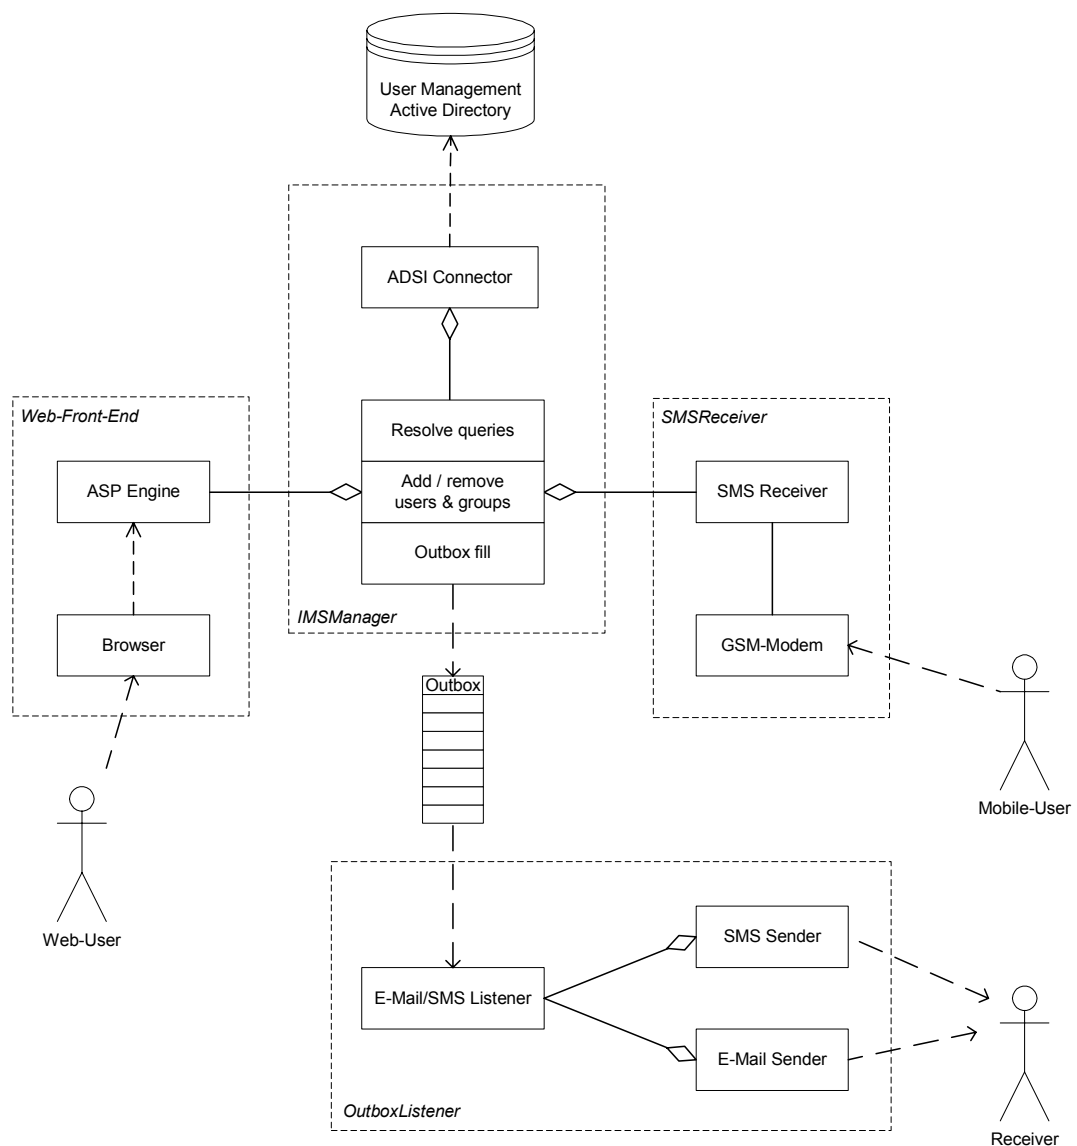 User Management
Active Directory
ADSI Connector
Web-Front-End
Resolve queries
SMSReceiver
ASP Engine
Add / remove
users & groups
SMS Receiver
Outbox fill
IMSManager
Browser
GSM-Modem
Outbox
Mobile-User
Web-User
SMS Sender
E-Mail/SMS Listener
E-Mail Sender
OutboxListener
Receiver